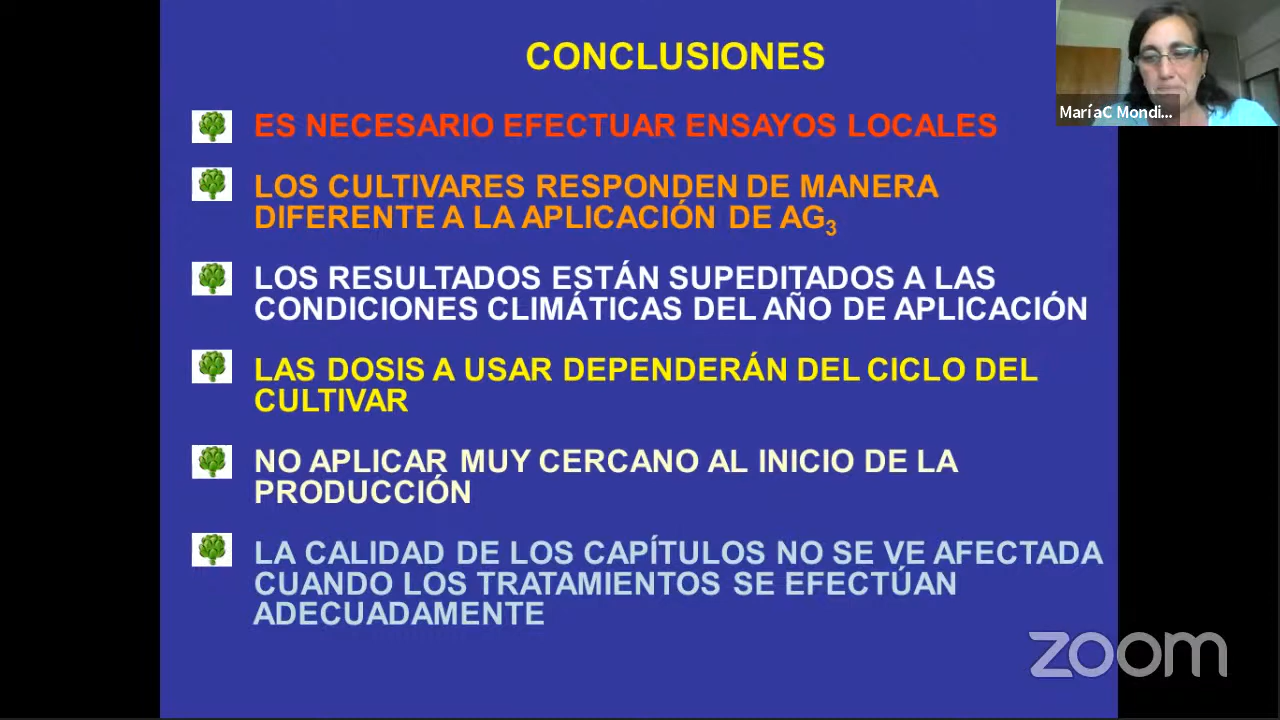 CONCLUSIONES
ES NECESARIO EFECTUAR ENSAYOS LOCALES
LOS CULTIVARES RESPONDEN DE MANERA
DIFERENTE A LA APLICACIÓN DE AG₃
LOS RESULTADOS ESTÁN SUPEDITADOS A LAS
CONDICIONES CLIMÁTICAS DEL AÑO DE APLICACIÓN
LAS DOSIS A USAR DEPENDERÁN DEL CICLO DEL
CULTIVAR
NO APLICAR MUY CERCANO AL INICIO DE LA
PRODUCCIÓN
LA CALIDAD DE LOS CAPÍTULOS NO SE VE AFECTADA
CUANDO LOS TRATAMIENTOS SE EFECTÚAN
ADECUADAMENTE
MaríaC Mondi...
zoom